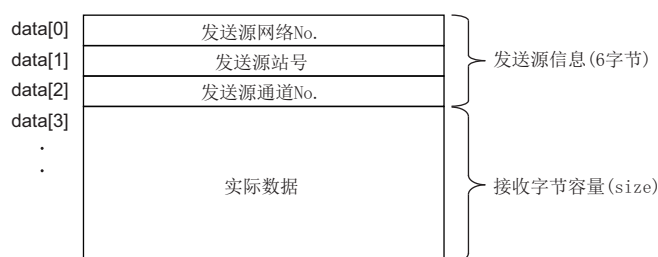 data[0] 发送源网络No.
data[1] 发送源站号
data[2] 发送源通道No.
发送源信息(6字节)
data[3]
·
·
实际数据
接收字节容量(size)